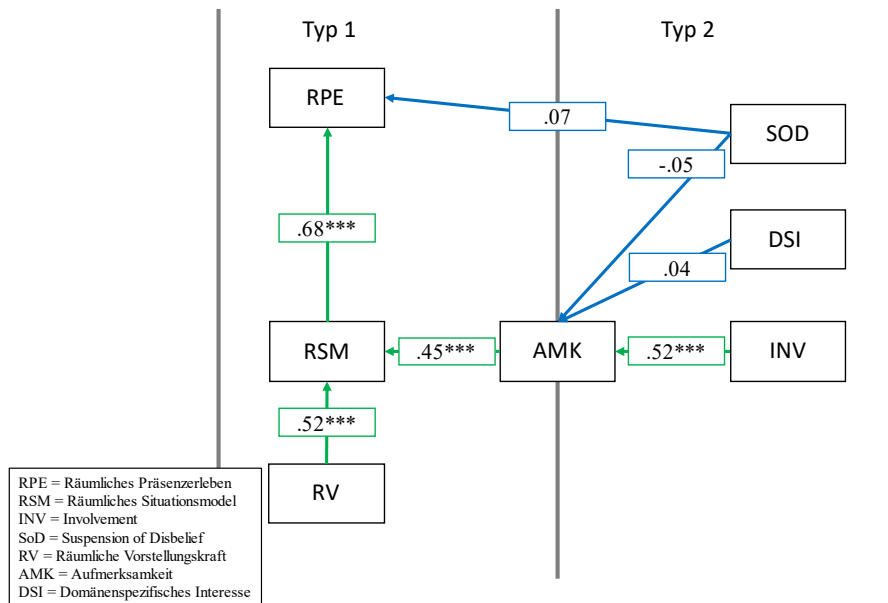 Typ 1
Typ 2
RPE
.07
SOD
-.05
.68***
DSI
.04
RSM
.45***
AMK
.52***
INV
.52***
RV
RPE = Räumliches Präsenzerleben
RSM = Räumliches Situationsmodel
INV = Involvement
SoD = Suspension of Disbelief
RV = Räumliche Vorstellungskraft
AMK = Aufmerksamkeit
DSI = Domänenspezifisches Interesse